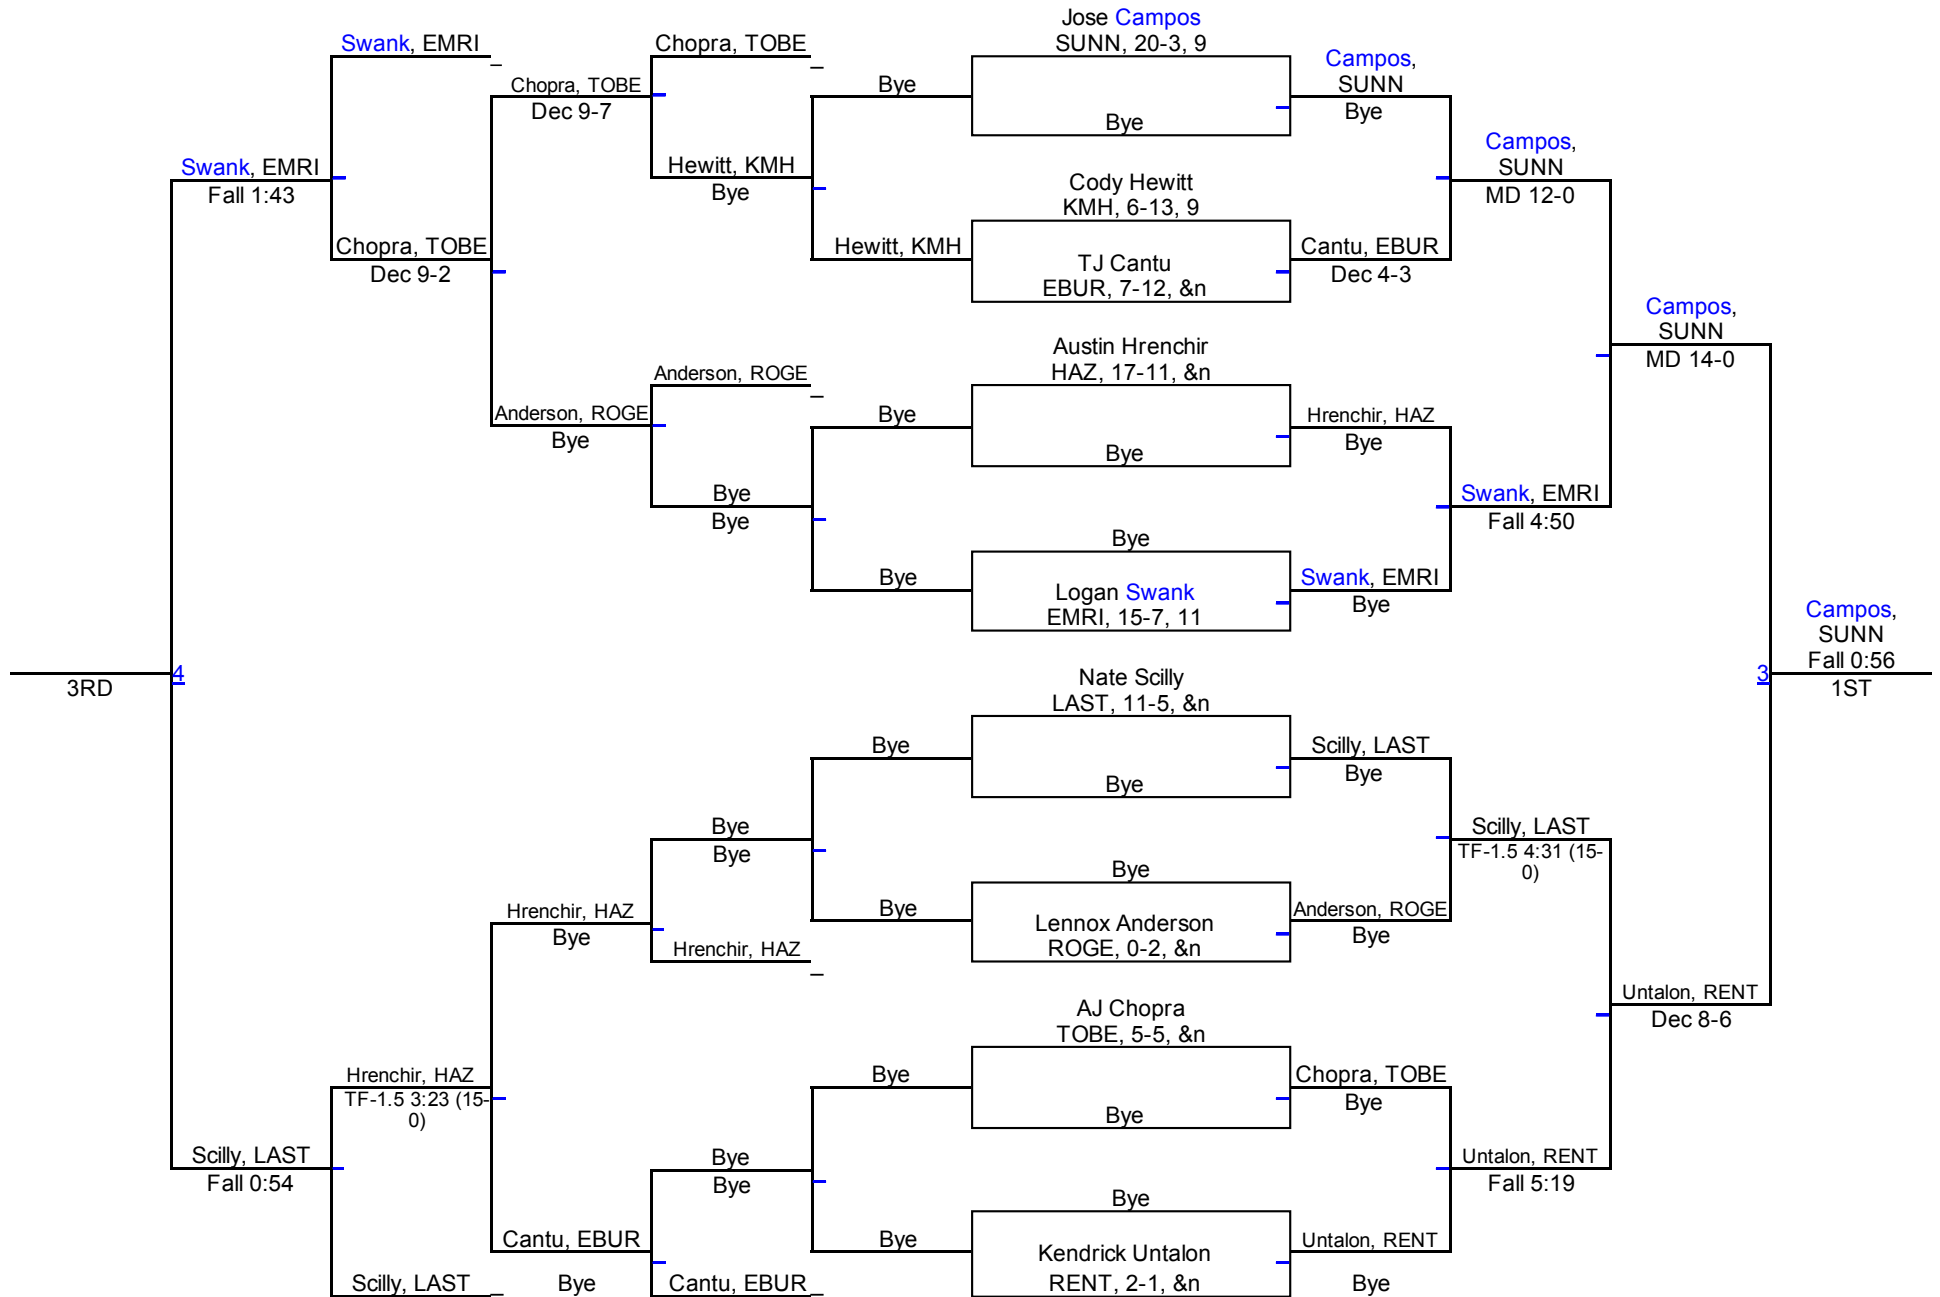 Jose Campos
SUNN, 20-3, 9
Swank, EMRI
Chopra, TOBE
_
_
Campos,
SUNN
Bye
Chopra, TOBE
Dec 9-7
Bye
Bye
Campos,
SUNN
MD 12-0
Swank, EMRI
Fall 1:43
Hewitt, KMH
Bye
Cody Hewitt
KMH, 6-13, 9
Chopra, TOBE
Dec 9-2
Hewitt, KMH
TJ Cantu
EBUR, 7-12, &n
Cantu, EBUR
Dec 4-3
Campos,
SUNN
MD 14-0
Austin Hrenchir
HAZ, 17-11, &n
Anderson, ROGE
_
Anderson, ROGE
Bye
Bye
Bye
Hrenchir, HAZ
Bye
Bye
Bye
Swank, EMRI
Fall 4:50
Bye
Bye
Logan Swank
EMRI, 15-7, 11
Swank, EMRI
Bye
Campos,
SUNN
Fall 0:56
1ST
3RD
4
3
Nate Scilly
LAST, 11-5, &n
Bye
Bye
Scilly, LAST
Bye
Bye
Bye
Scilly, LAST
TF-1.5 4:31 (15-
0)
Bye
Hrenchir, HAZ
Bye
Bye
Lennox Anderson
ROGE, 0-2, &n
Anderson, ROGE
Bye
Hrenchir, HAZ
_
AJ Chopra
TOBE, 5-5, &n
Untalon, RENT
Dec 8-6
Hrenchir, HAZ
TF-1.5 3:23 (15-
0)
Bye
Bye
Chopra, TOBE
Bye
Scilly, LAST
Fall 0:54
Bye
Bye
Untalon, RENT
Fall 5:19
Bye
Cantu, EBUR
Bye
Bye
Kendrick Untalon
RENT, 2-1, &n
Untalon, RENT
Bye
Scilly, LAST
_
Cantu, EBUR
_